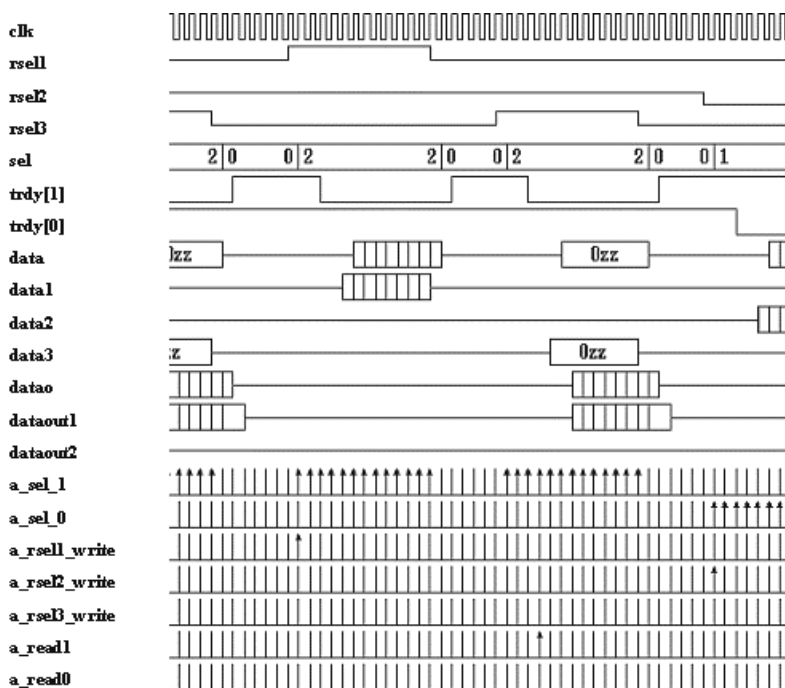 clk
rsel1
rsel2
rsel3
sel 2 0 0 2 2 0 0 2 2 0 0 1
trdy[1]
trdy[0]
data 0zz 0zz
data1
data2
data3 zz 0zz
datao
dataout1
dataout2
a_sel_1
a_sel_0
a_rsel1_write
a_rsel2_write
a_rsel3_write
a_read1
a_read0